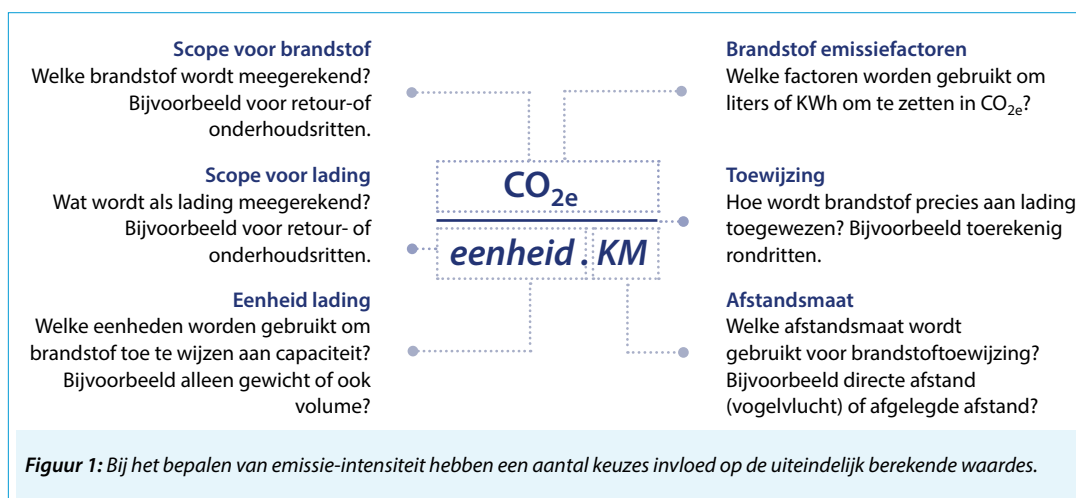 Scope voor brandstof
Welke brandstof wordt meegerekend?
Bijvoorbeeld voor retour-of
onderhoudsritten.
Scope voor lading
Wat wordt als lading meegerekend?
Bijvoorbeeld voor retour- of
onderhoudsritten.
Eenheid lading
Welke eenheden worden gebruikt om
brandstof toe te wijzen aan capaciteit?
Bijvoorbeeld alleen gewicht of ook
volume?
CO2e
eenheid . KM
Brandstof emissiefactoren
Welke factoren worden gebruikt om
liters of KWh om te zetten in CO2e?
Toewijzing
Hoe wordt brandstof precies aan lading
toegewezen? Bijvoorbeeld toerekenig
rondritten.
Afstandsmaat
Welke afstandsmaat wordt
gebruikt voor brandstoftoewijzing?
Bijvoorbeeld directe afstand
(vogelvlucht) of afgelegde afstand?
Figuur 1: Bij het bepalen van emissie-intensiteit hebben een aantal keuzes invloed op de uiteindelijk berekende waardes.